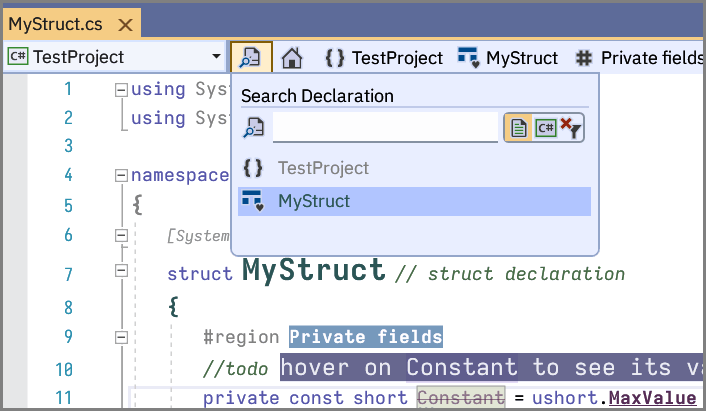 MyStruct.cs
C# TestProject
{ } TestProject MyStruct # Private fields
Search Declaration
C#
{ } TestProject
MyStruct
1 using Sys
2 using Sys
3
4 namespace
5 {
6 [System
7 struct MyStruct // struct declaration
8 {
9 #region Private fields
10 //todo hover on Constant to see its va
11 private const short Constant = ushort.MaxValue